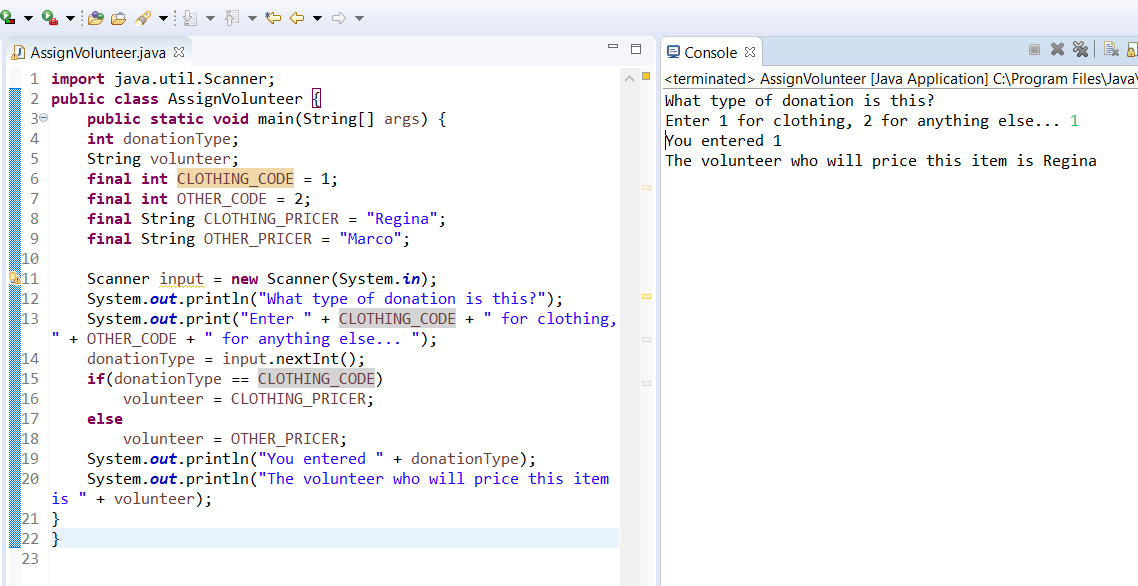 AssignVolunteer.java
1 import java.util.Scanner;
2 public class AssignVolunteer {
3 public static void main(String[] args) {
4 int donationType;
5 String volunteer;
6 final int CLOTHING_CODE = 1;
7 final int OTHER_CODE = 2;
8 final String CLOTHING_PRICER = "Regina";
9 final String OTHER_PRICER = "Marco";
10
11 Scanner input = new Scanner(System.in);
12 System.out.println("What type of donation is this?");
13 System.out.print("Enter " + CLOTHING_CODE + " for clothing,
" + OTHER_CODE + " for anything else... ");
14 donationType = input.nextInt();
15 if(donationType == CLOTHING_CODE)
16 volunteer = CLOTHING_PRICER;
17 else
18 volunteer = OTHER_PRICER;
19 System.out.println("You entered " + donationType);
20 System.out.println("The volunteer who will price this item
is " + volunteer);
21 }
22 }
23
Console
<terminated> AssignVolunteer [Java Application] C:\Program Files\Java\
What type of donation is this?
Enter 1 for clothing, 2 for anything else... 1
You entered 1
The volunteer who will price this item is Regina